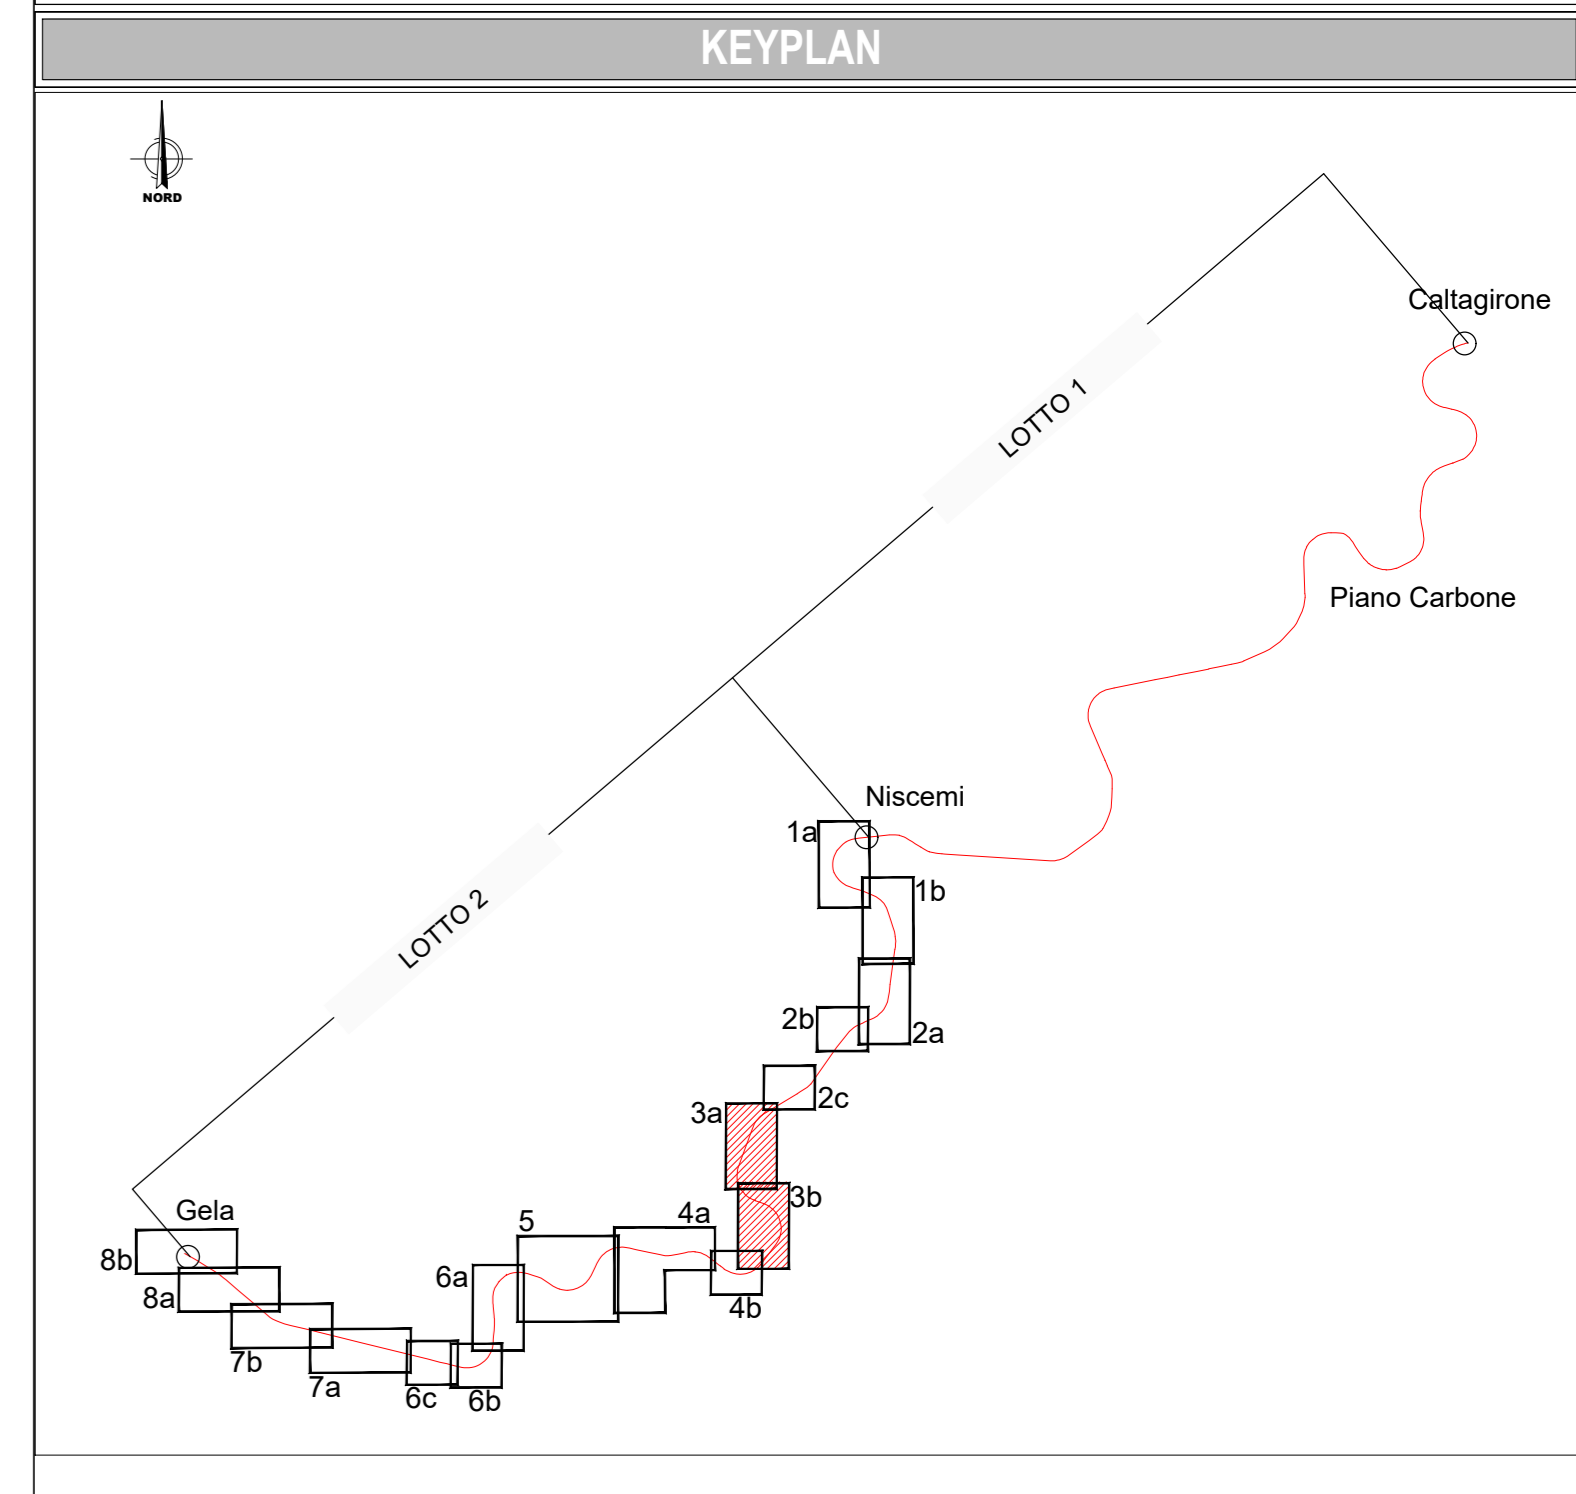 KEYPLAN
NORD
Caltagirone
LOTTO 1
Piano Carbone
Niscemi
1a
1b
LOTTO 2
2b
2a
2c
3a
3b
Gela
4a
5
8b
6a
8a
4b
7b
7a
6c
6b